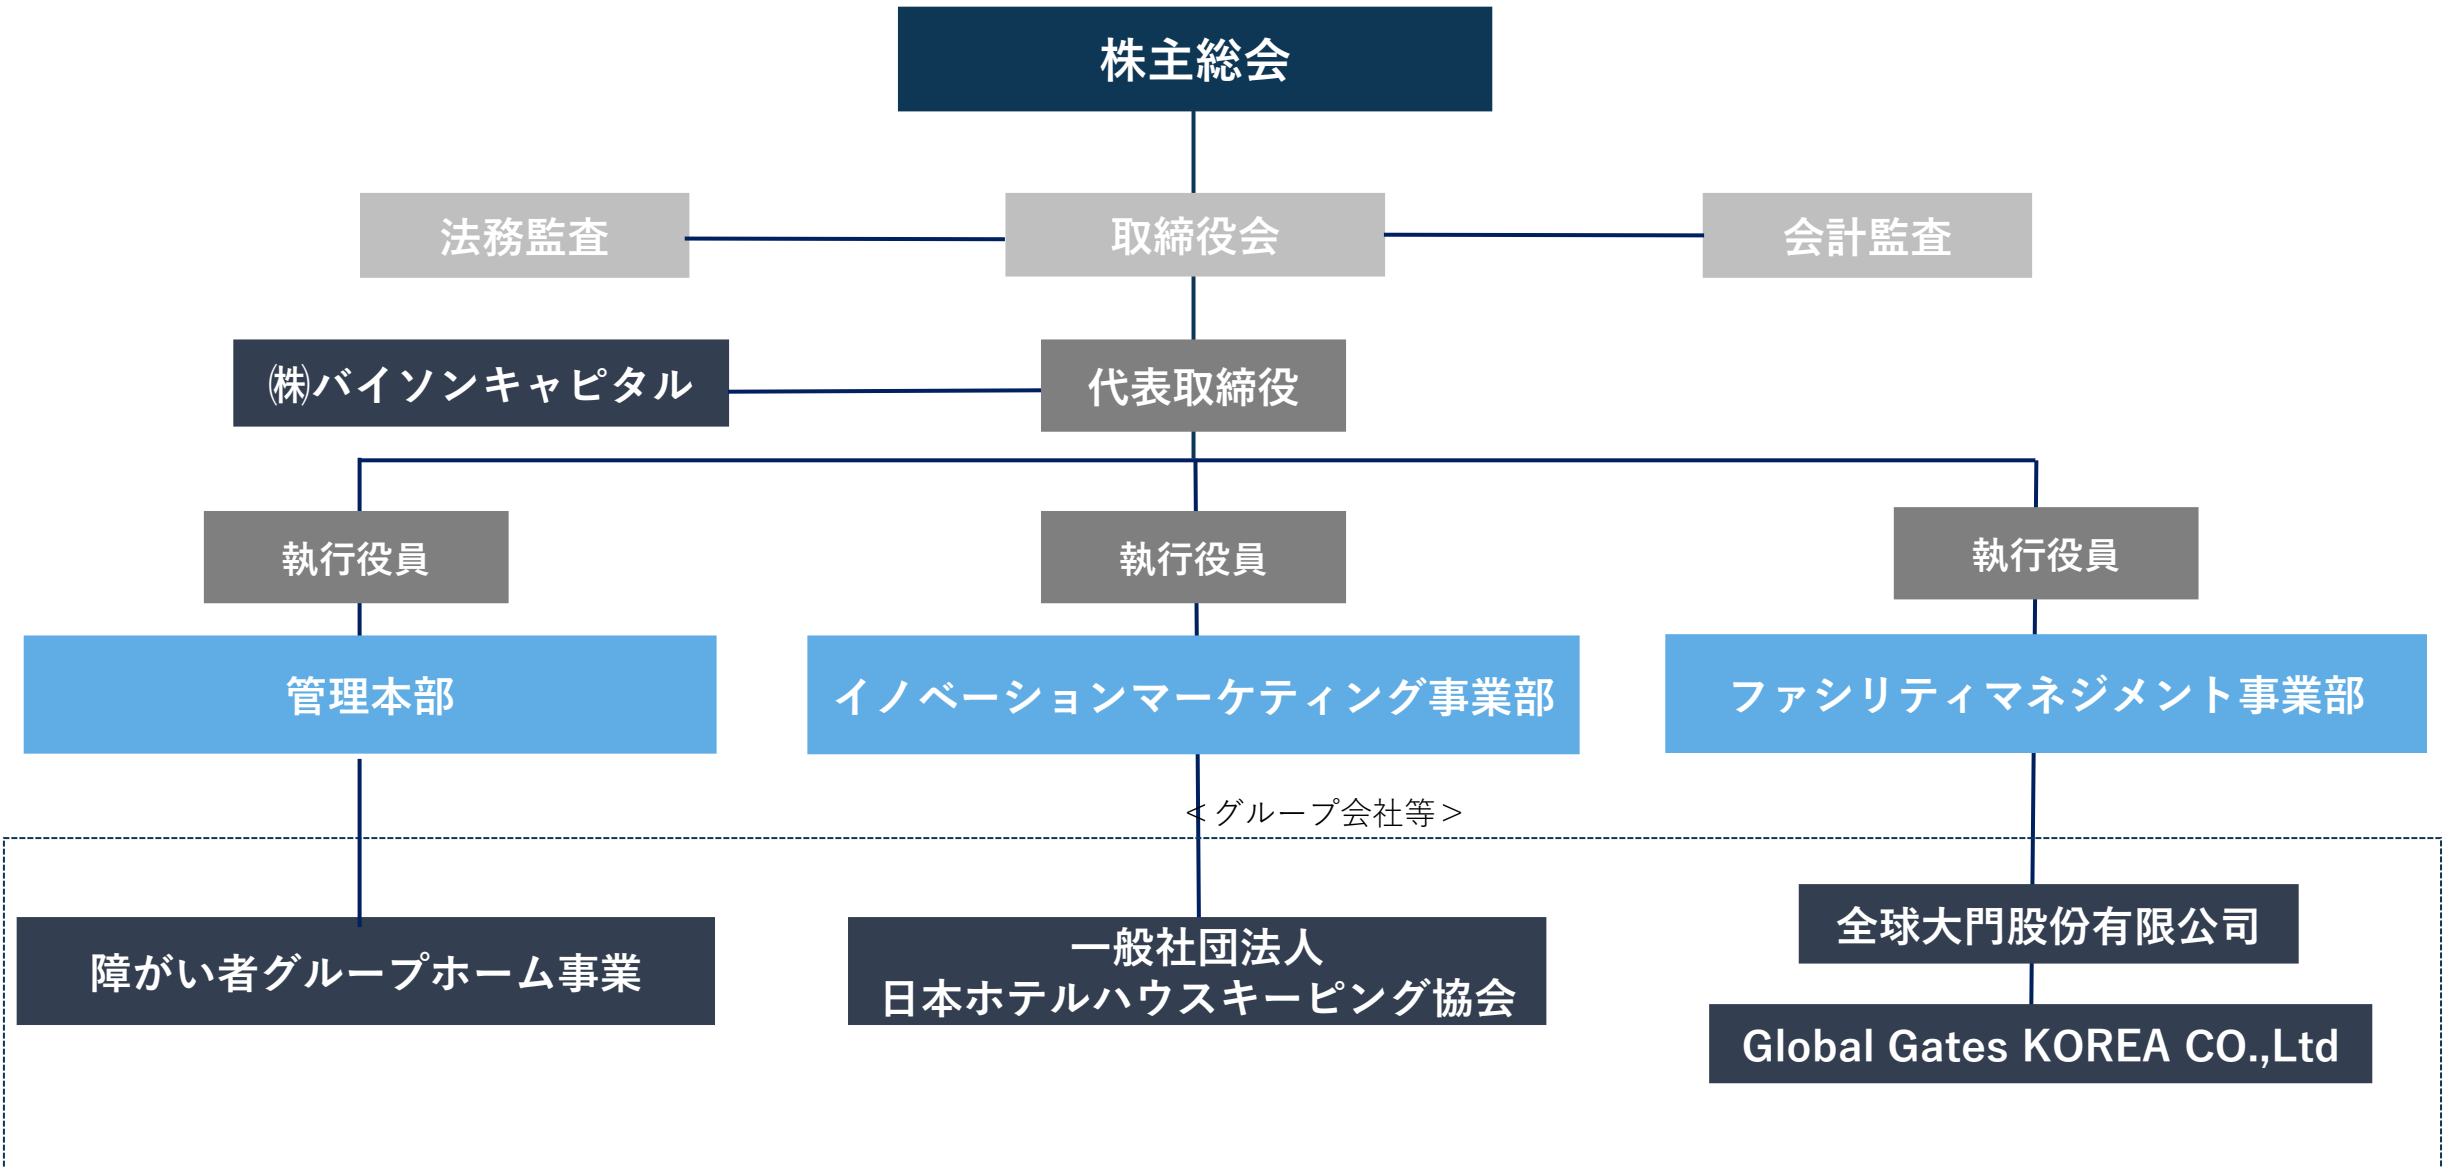 株主総会
法務監査
取締役会
会計監査
㈱バイソンキャピタル
代表取締役
執行役員
執行役員
執行役員
管理本部
イノベーションマーケティング事業部
ファシリティマネジメント事業部
＜グループ会社等＞
障がい者グループホーム事業
一般社団法人
日本ホテルハウスキーピング協会
全球大門股份有限公司
Global Gates KOREA CO.,Ltd